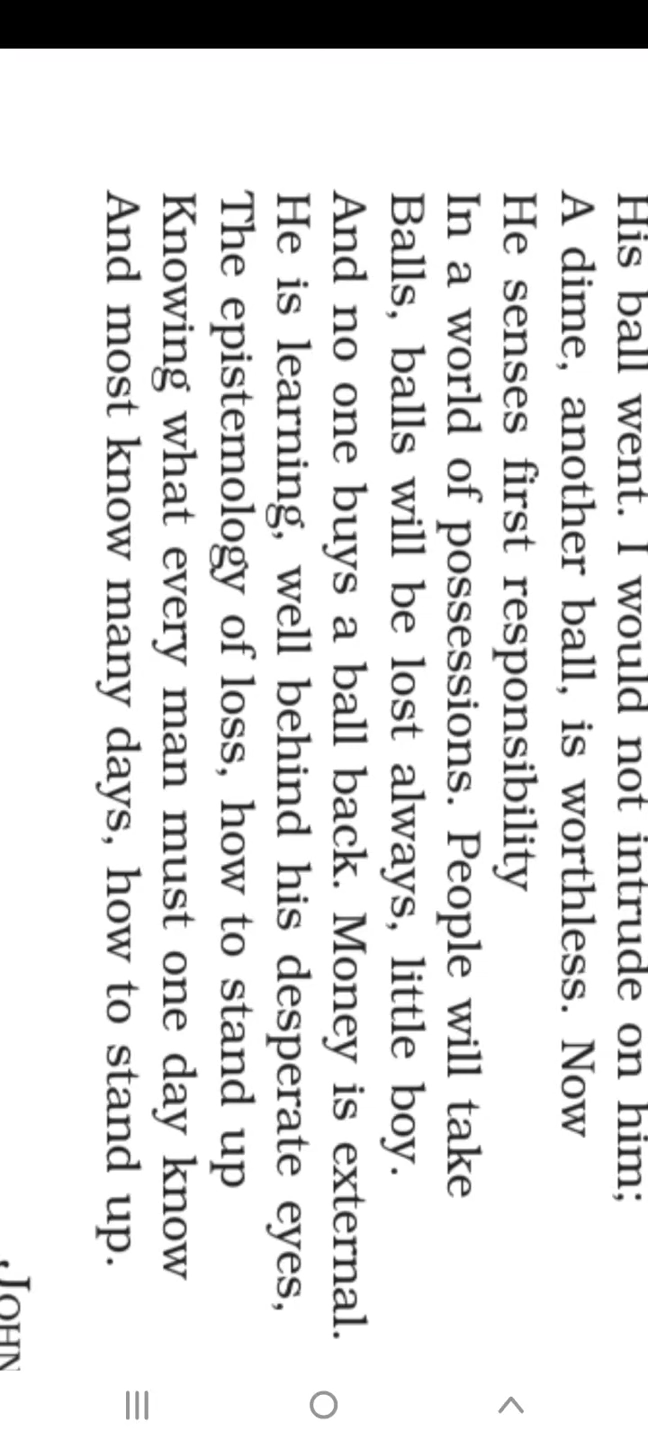 His ball went. I would not intrude on him;
A dime, another ball, is worthless. Now
He senses first responsibility
In a world of possessions. People will take
Balls, balls will be lost always, little boy.
And no one buys a ball back. Money is external.
He is learning, well behind his desperate eyes,
The epistemology of loss, how to stand up
Knowing what every man must one day know
And most know many days, how to stand up.
JOHN